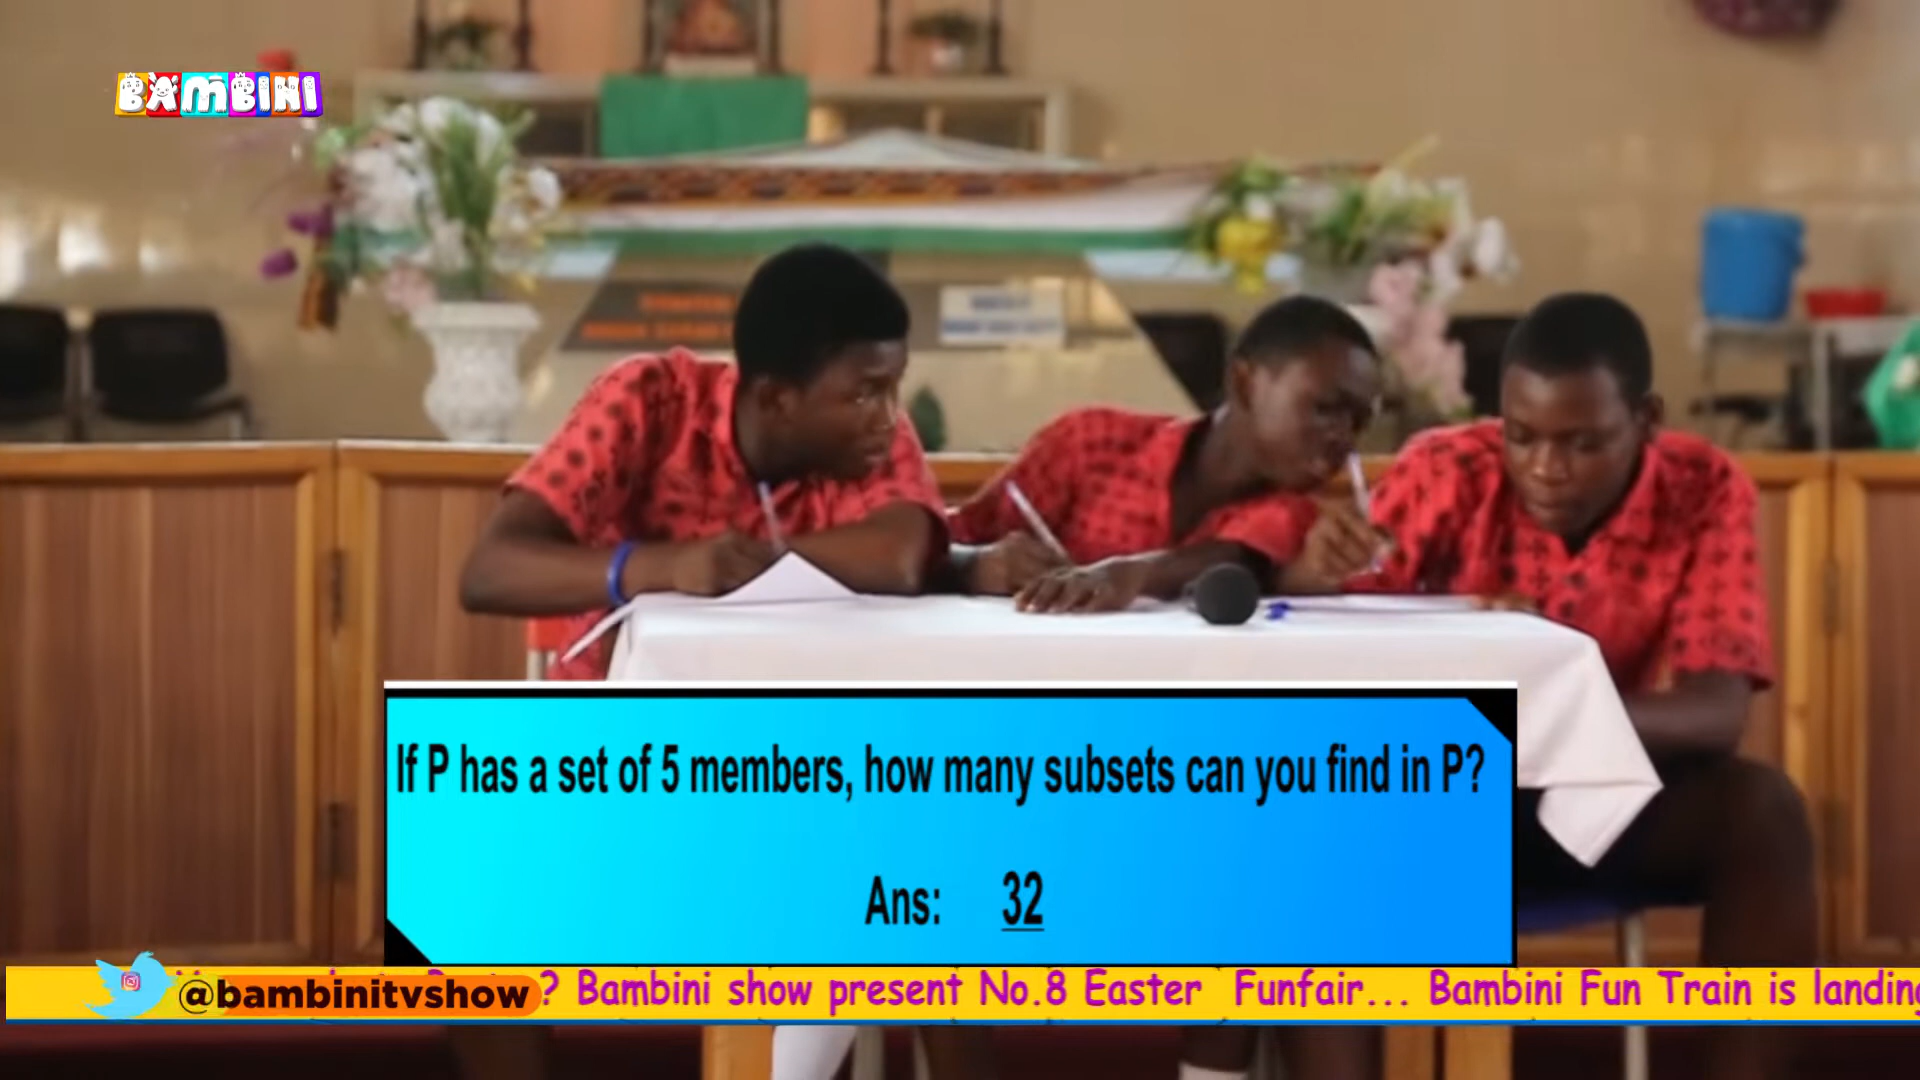 BAMBINI
If P has a set of 5 members, how many subsets can you find in P?
Ans: 32
@bambinitvshow
? Bambini show present No.8 Easter Funfair... Bambini Fun Train is landing